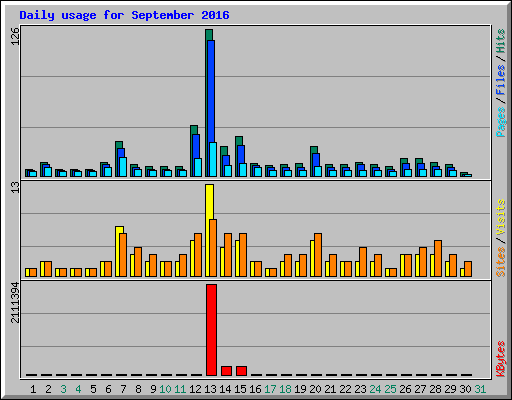 Daily usage for September 2016
126
Pages / Files / Hits
13
Sites / Visits
2111394
KBytes
1 2 3 4 5 6 7 8 9 10 11 12 13 14 15 16 17 18 19 20 21 22 23 24 25 26 27 28 29 30 31